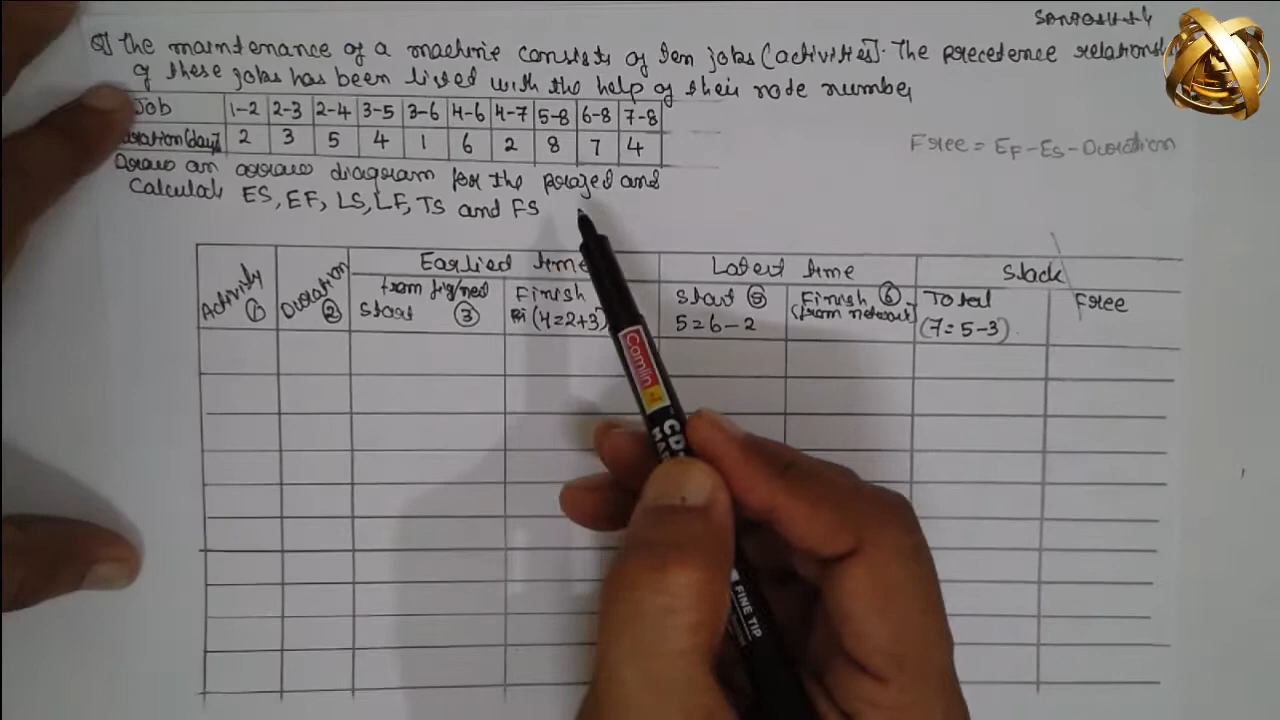 Q) The maintenance of a machine consists of ten jobs (activities]. The precedence relations
of these jobs has been listed with the help of their node number
Job 1-2 2-3 2-4 3-5 3-6 4-6 4-7 5-8 6-8 7-8
uration(days) 2 3 5 4 1 6 2 8 7 4
Free = EF - ES - Duration
Draw an arrow diagram for the project and
Calculate ES, EF, LS, LF, TS and FS
Earlied time Latest time Slack
Activity ① Duration ② Start ③ Finish (4=2+3) Start ⑤ 5=6-2 Finish ⑥ (from network) Total (7=5-3) Free
Camlin
FINE TIP